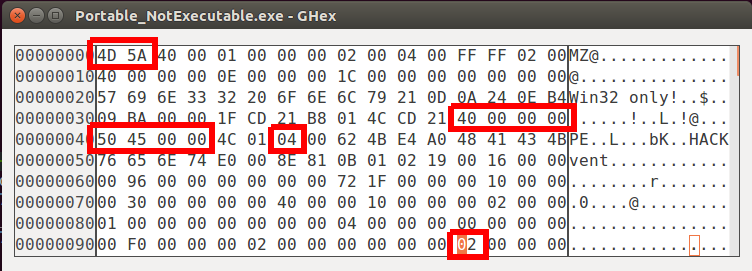 Portable_NotExecutable.exe - GHex
00000000 4D 5A 40 00 01 00 00 00 02 00 04 00 FF FF 02 00 MZ@.............
00000010 40 00 00 00 0E 00 00 00 1C 00 00 00 00 00 00 00 @...............
00000020 57 69 6E 33 32 20 6F 6E 6C 79 21 0D 0A 24 0E B4 Win32 only!..$..
00000030 09 BA 00 00 1F CD 21 B8 01 4C CD 21 40 00 00 00 ......!..L.!@...
00000040 50 45 00 00 4C 01 04 00 62 4B E4 A0 48 41 43 4B PE..L...bK..HACK
00000050 76 65 6E 74 E0 00 8E 81 0B 01 02 19 00 16 00 00 vent............
00000060 00 96 00 00 00 00 00 00 72 1F 00 00 00 10 00 00 ........r.......
00000070 00 30 00 00 00 00 40 00 00 10 00 00 00 02 00 00 .0....@.........
00000080 01 00 00 00 00 00 00 00 04 00 00 00 00 00 00 00 ................
00000090 00 F0 00 00 00 02 00 00 00 00 00 00 02 00 00 00 ................